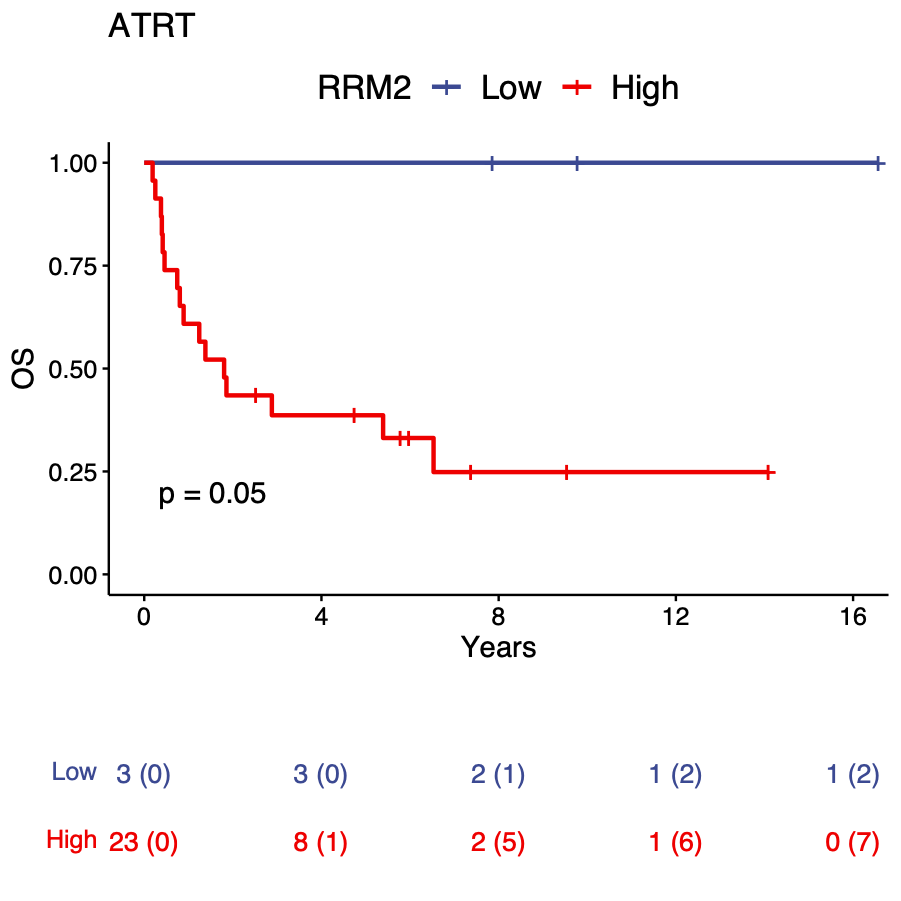 ATRT
RRM2 Low High
1.00
0.75
0.50
0.25
0.00
OS
p = 0.05
0 4 8 12 16
Years
Low 3 (0) 3 (0) 2 (1) 1 (2) 1 (2)
High 23 (0) 8 (1) 2 (5) 1 (6) 0 (7)